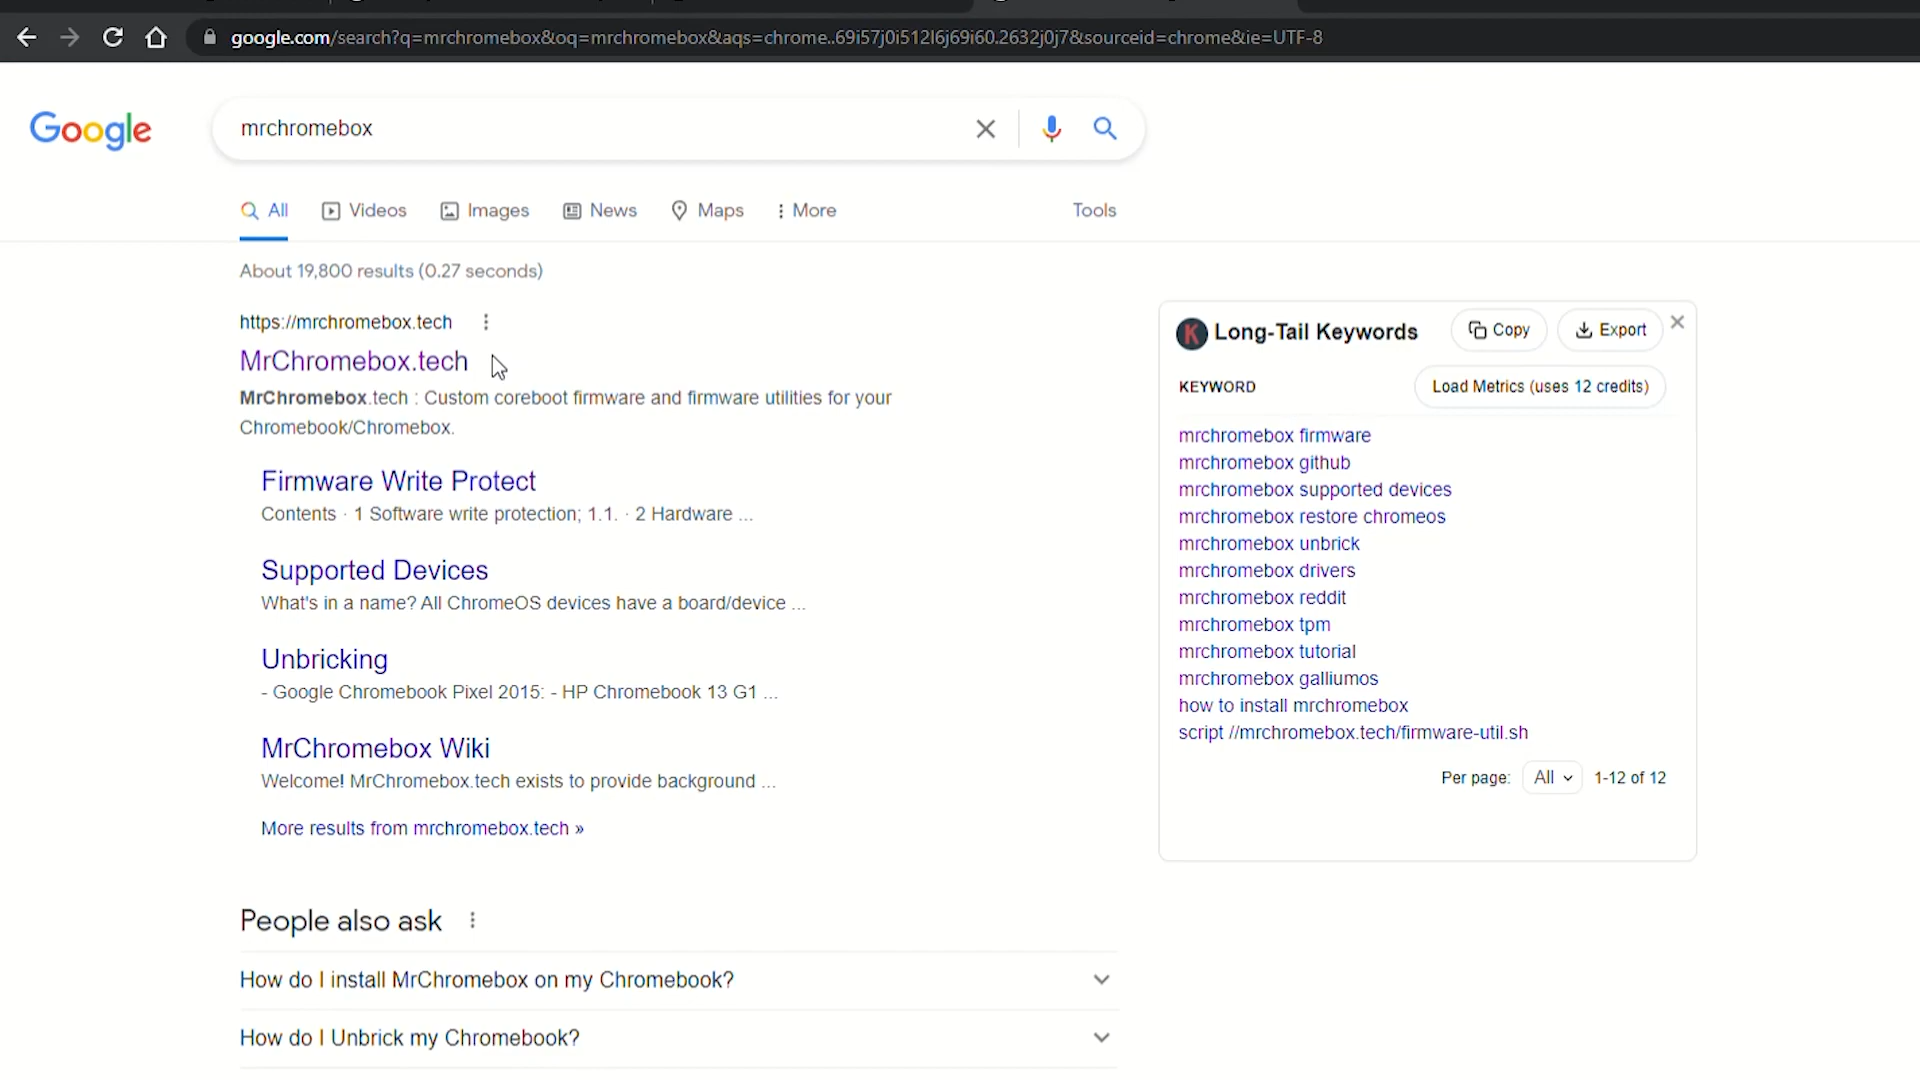 google.com/search?q=mrchromebox&oq=mrchromebox&aqs=chrome..69i57j0i512l6j69i60.2632j0j7&sourceid=chrome&ie=UTF-8
Google
mrchromebox
All
Videos
Images
News
Maps
More
Tools
About 19,800 results (0.27 seconds)
https://mrchromebox.tech
MrChromebox.tech
MrChromebox.tech : Custom coreboot firmware and firmware utilities for your
Chromebook/Chromebox.
Firmware Write Protect
Contents · 1 Software write protection; 1.1. · 2 Hardware ...
Supported Devices
What's in a name? All ChromeOS devices have a board/device ...
Unbricking
- Google Chromebook Pixel 2015: - HP Chromebook 13 G1 ...
MrChromebox Wiki
Welcome! MrChromebox.tech exists to provide background ...
More results from mrchromebox.tech »
People also ask
How do I install MrChromebox on my Chromebook?
How do I Unbrick my Chromebook?
K Long-Tail Keywords
Copy
Export
KEYWORD
Load Metrics (uses 12 credits)
mrchromebox firmware
mrchromebox github
mrchromebox supported devices
mrchromebox restore chromeos
mrchromebox unbrick
mrchromebox drivers
mrchromebox reddit
mrchromebox tpm
mrchromebox tutorial
mrchromebox galliumos
how to install mrchromebox
script //mrchromebox.tech/firmware-util.sh
Per page: All 1-12 of 12